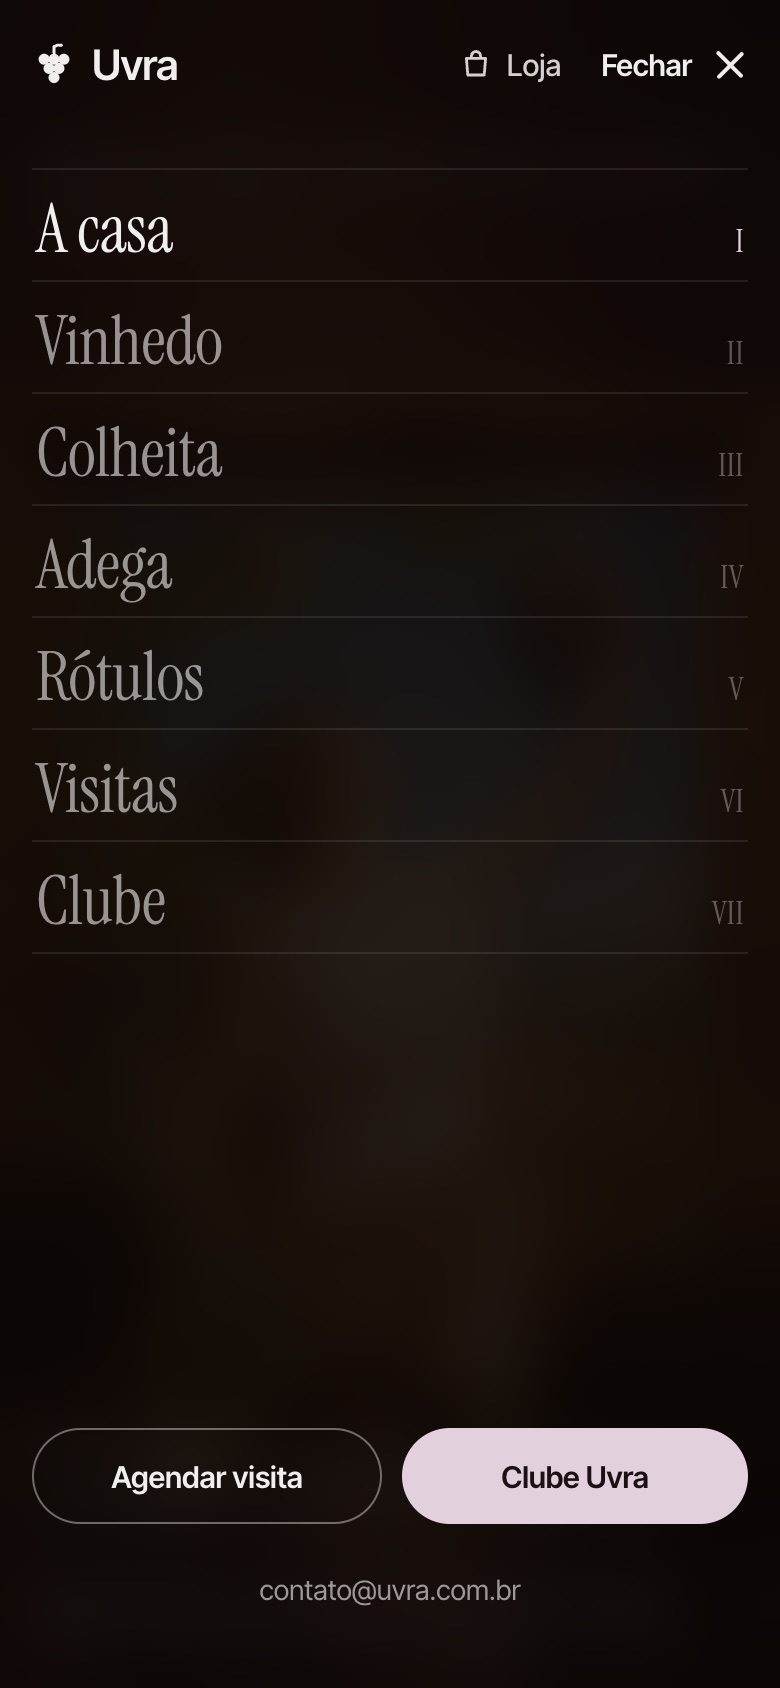 Uvra Loja Fechar
A casa I
Vinhedo II
Colheita III
Adega IV
Rótulos V
Visitas VI
Clube VII
Agendar visita Clube Uvra
contato@uvra.com.br